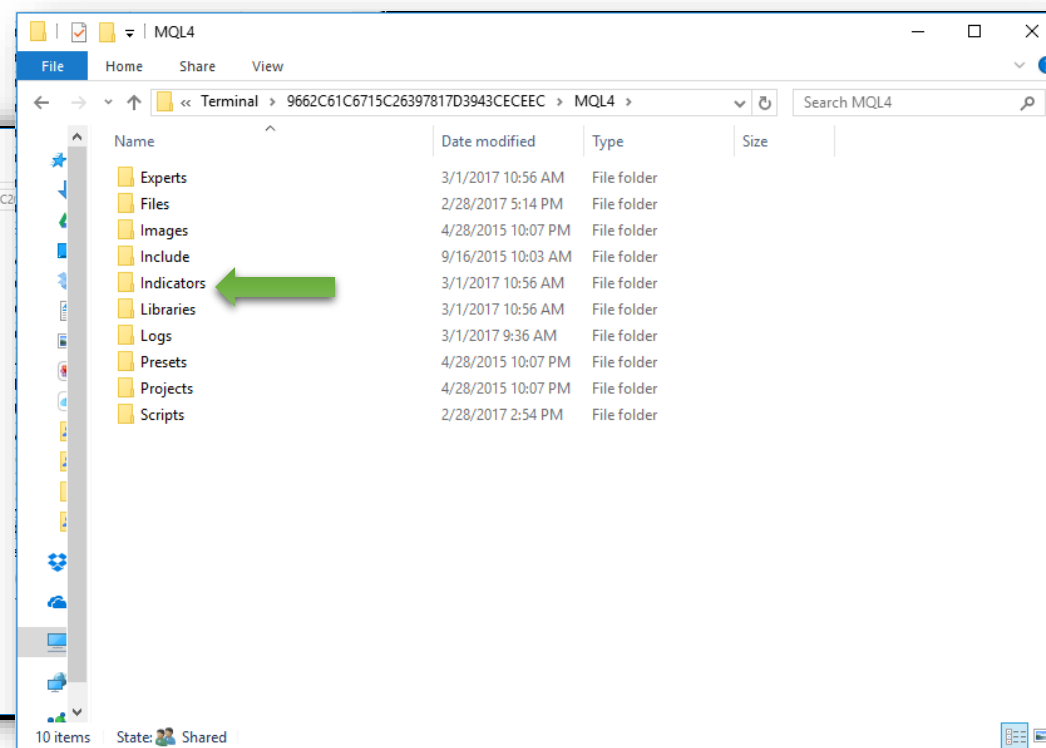 MQL4
File Home Share View
« Terminal > 9662C61C6715C26397817D3943CECEEC > MQL4 >
Search MQL4
Name Date modified Type Size
Experts 3/1/2017 10:56 AM File folder
Files 2/28/2017 5:14 PM File folder
Images 4/28/2015 10:07 PM File folder
Include 9/16/2015 10:03 AM File folder
Indicators 3/1/2017 10:56 AM File folder
Libraries 3/1/2017 10:56 AM File folder
Logs 3/1/2017 9:36 AM File folder
Presets 4/28/2015 10:07 PM File folder
Projects 4/28/2015 10:07 PM File folder
Scripts 2/28/2017 2:54 PM File folder
10 items State: Shared